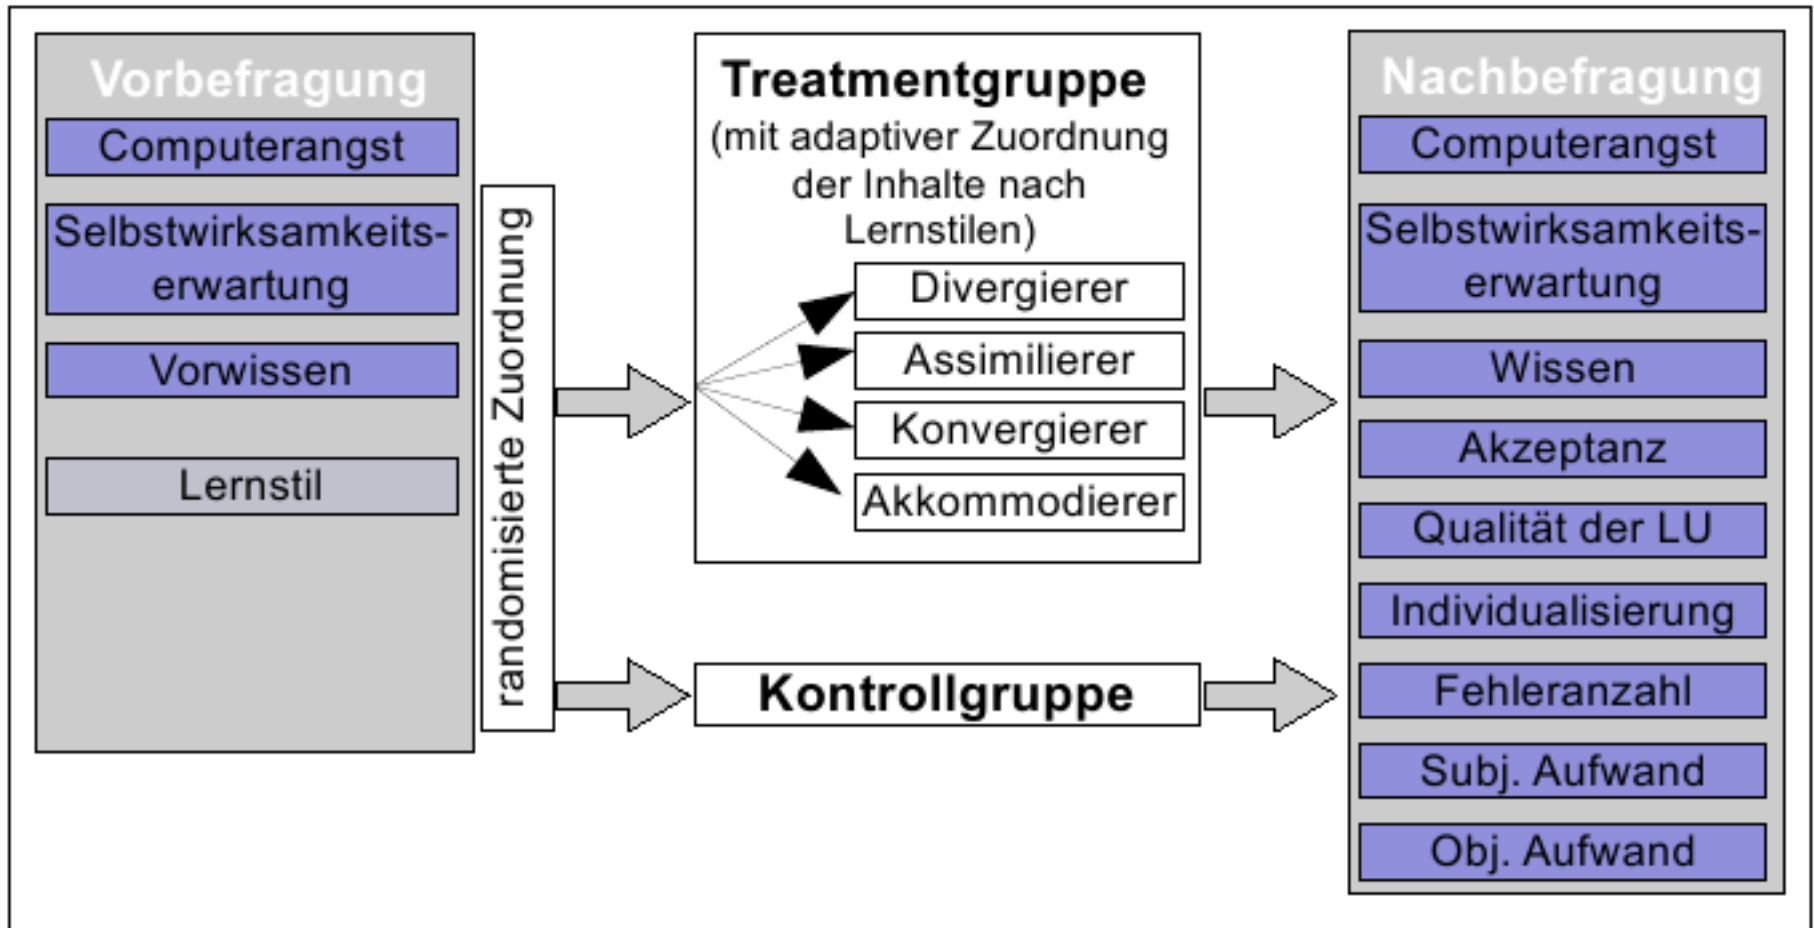 Vorbefragung
Computerangst
Selbstwirksamkeits-
erwartung
Vorwissen
Lernstil
randomisierte Zuordnung
Treatmentgruppe
(mit adaptiver Zuordnung
der Inhalte nach
Lernstilen)
Divergierer
Assimilierer
Konvergierer
Akkommodierer
Kontrollgruppe
Nachbefragung
Computerangst
Selbstwirksamkeits-
erwartung
Wissen
Akzeptanz
Qualität der LU
Individualisierung
Fehleranzahl
Subj. Aufwand
Obj. Aufwand